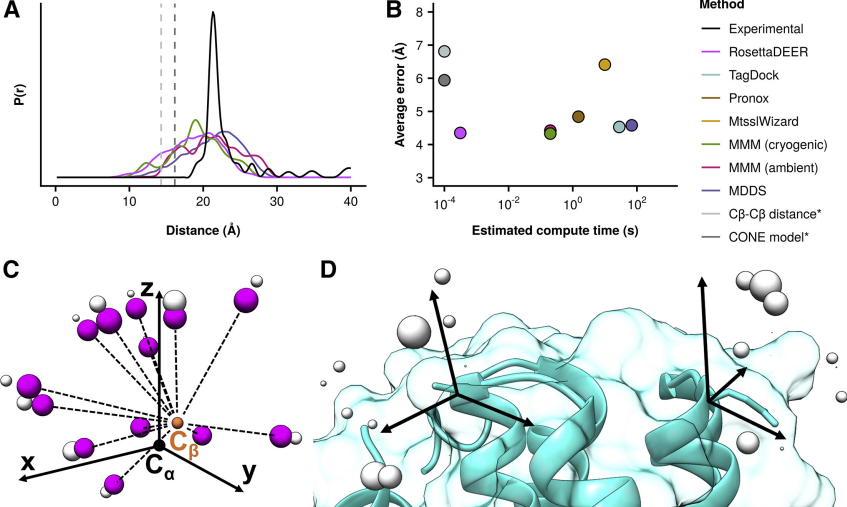 A
P(r)
0
10
20
30
40
Distance (Å)
B
Average error (Å)
8
7
6
5
4
3
10⁻⁴
10⁻²
10⁰
10²
Estimated compute time (s)
Method
Experimental
RosettaDEER
TagDock
Pronox
MtsslWizard
MMM (cryogenic)
MMM (ambient)
MDDS
Cβ-Cβ distance*
CONE model*
C
z
x
y
Cβ
Cα
D